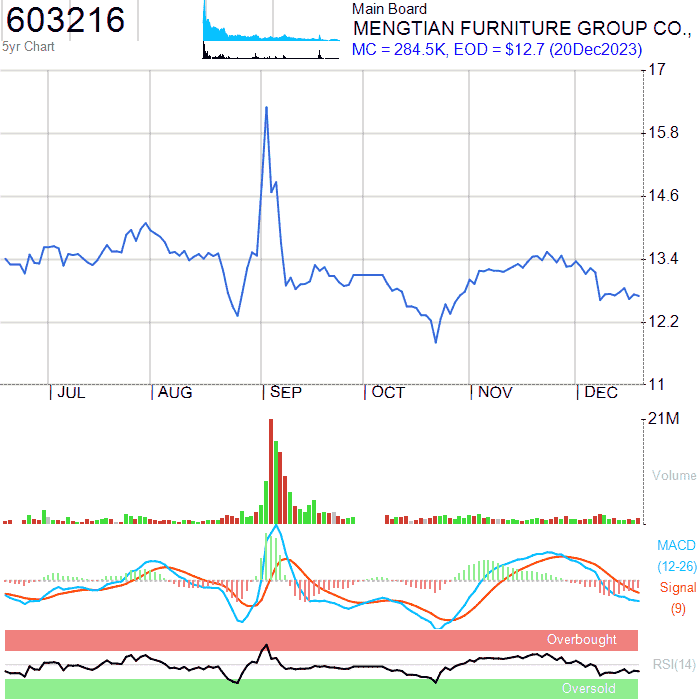 603216
5yr Chart
Main Board
MENGTIAN FURNITURE GROUP CO.,
MC = 284.5K, EOD = $12.7 (20Dec2023)
17
15.8
14.6
13.4
12.2
11
JUL AUG SEP OCT NOV DEC
21M
Volume
MACD
(12-26)
Signal
(9)
Overbought
RSI(14)
Oversold